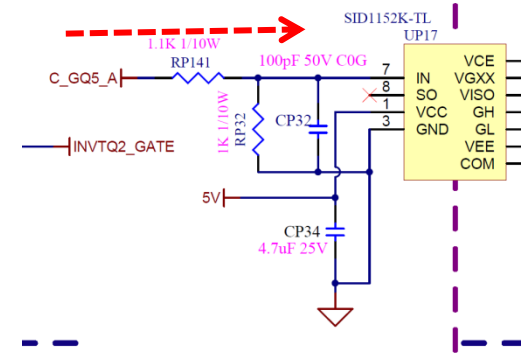 SID1152K-TL
UP17
1.1K 1/10W
RP141
C_GQ5_A
100pF 50V C0G
1K 1/10W
RP32
CP32
7
8
1
3
IN
SO
VCC
GND
VCE
VGXX
VISO
GH
GL
VEE
COM
INVTQ2_GATE
5V
CP34
4.7uF 25V